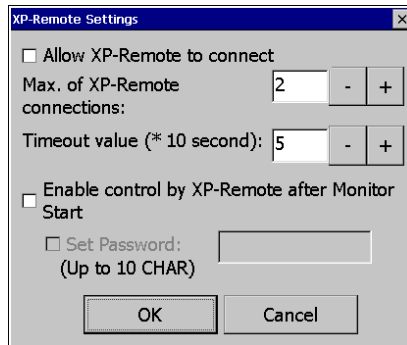 XP-Remote Settings
Allow XP-Remote to connect
Max. of XP-Remote connections:
2
-
+
Timeout value (* 10 second):
5
-
+
Enable control by XP-Remote after Monitor
Start
Set Password:
(Up to 10 CHAR)
OK
Cancel